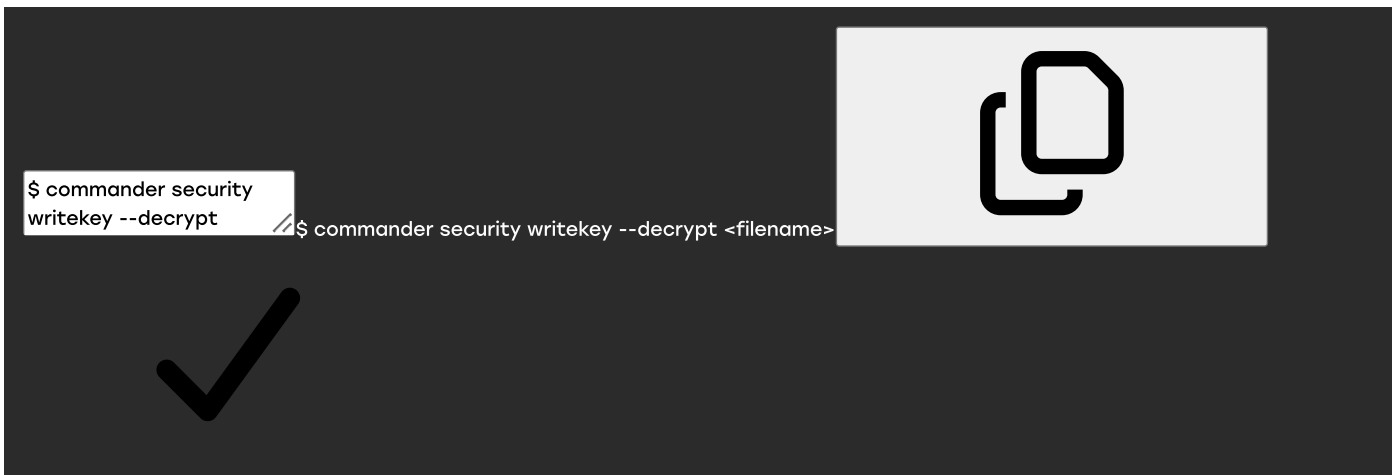 $ commander security
writekey --decrypt
$ commander security writekey --decrypt <filename>